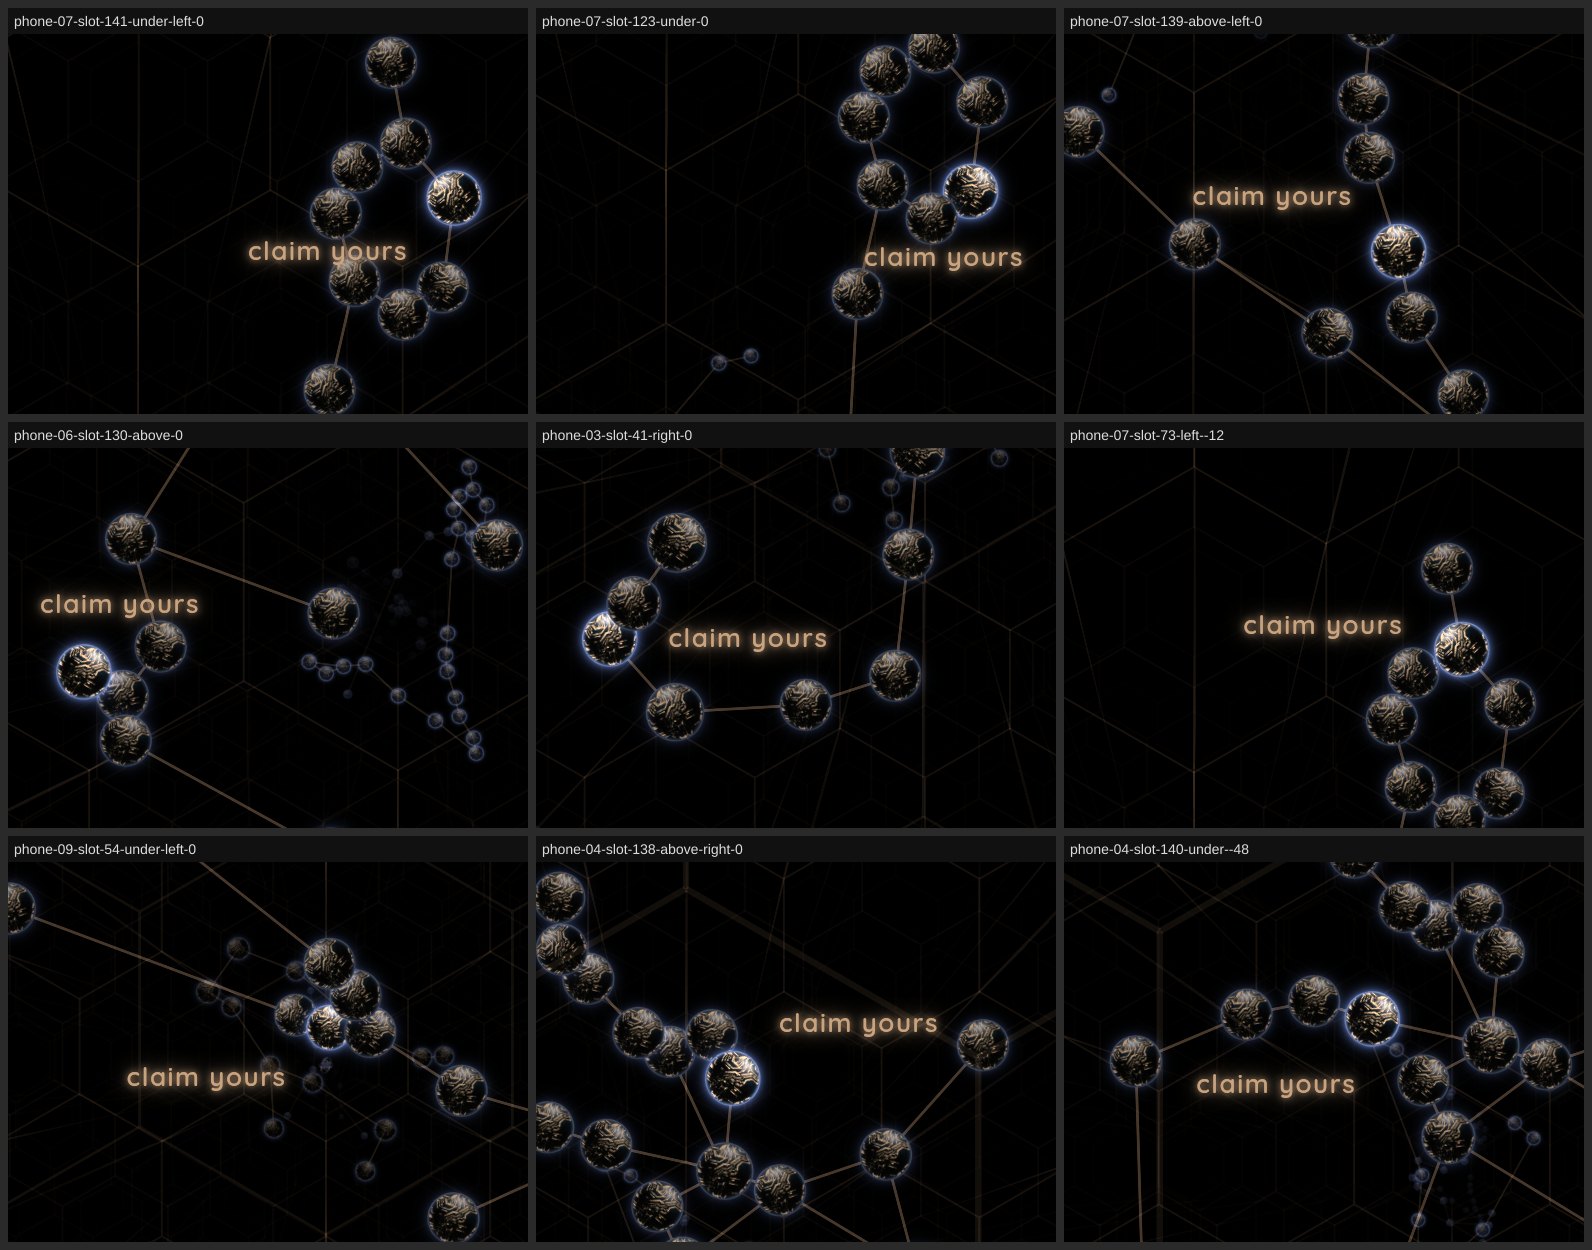 phone-07-slot-141-under-left-0
claim yours
phone-07-slot-123-under-0
claim yours
phone-07-slot-139-above-left-0
claim yours
phone-06-slot-130-above-0
claim yours
phone-03-slot-41-right-0
claim yours
phone-07-slot-73-left--12
claim yours
phone-09-slot-54-under-left-0
claim yours
phone-04-slot-138-above-right-0
claim yours
phone-04-slot-140-under--48
claim yours